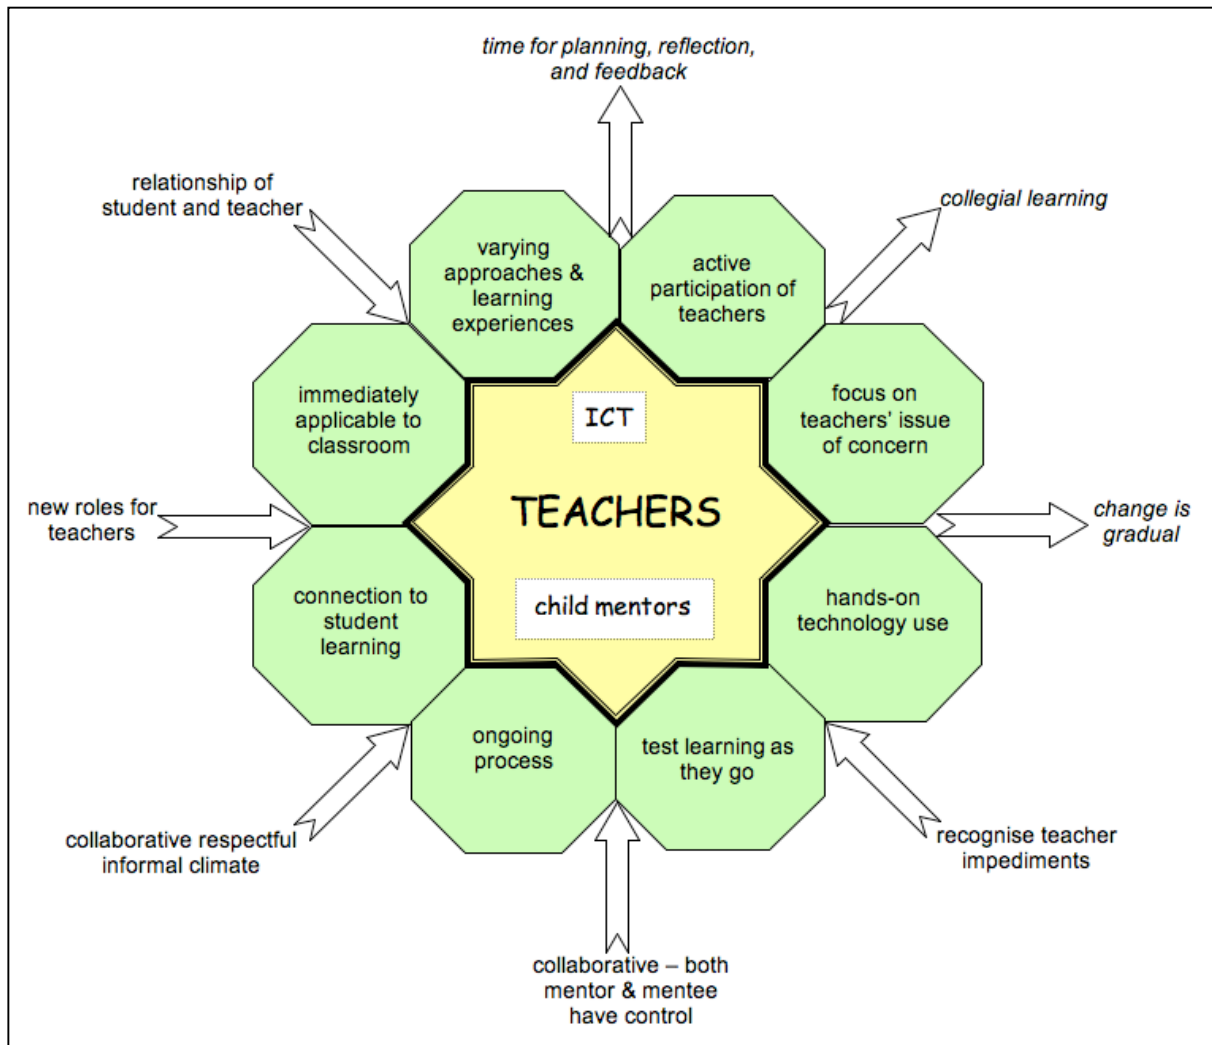 time for planning, reflection,
and feedback
relationship of
student and teacher
collegial learning
varying
approaches &
learning
experiences
active
participation of
teachers
immediately
applicable to
classroom
ICT
focus on
teachers' issue
of concern
new roles for
teachers
TEACHERS
change is
gradual
connection to
student
learning
child mentors
hands-on
technology use
ongoing
process
test learning as
they go
collaborative respectful
informal climate
recognise teacher
impediments
collaborative – both
mentor & mentee
have control